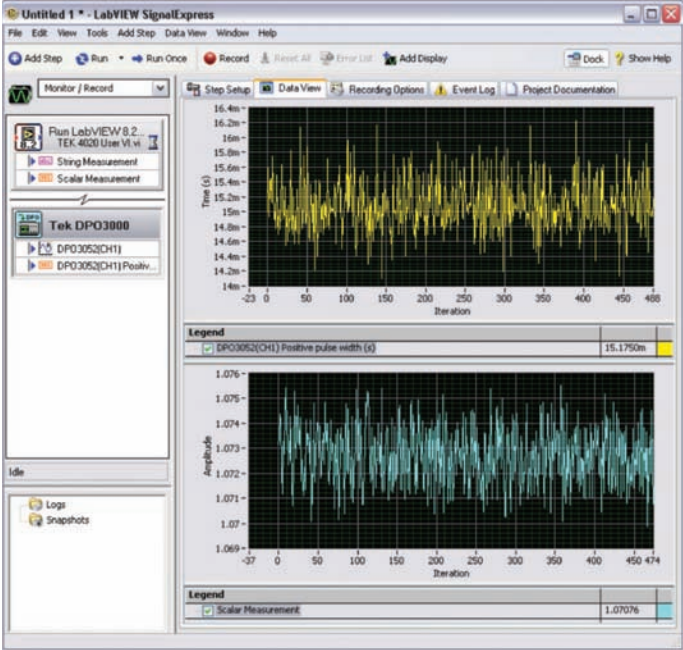 Untitled 1 * - LabVIEW SignalExpress
File Edit View Tools Add Step Data View Window Help
Add Step Run Run Once Record Reset All Error List Add Display Dock Show Help
Monitor / Record
Step Setup Data View Recording Options Event Log Project Documentation
Run LabVIEW 8.2...
TEK 4020 User VI.vi
8.2
String Measurement
Scalar Measurement
Tek DPO3000
DPO3052(CH1)
DPO3052(CH1) Positiv...
Idle
Logs
Snapshots
16.4m
16.2m
16m
15.8m
15.6m
15.4m
15.2m
15m
14.8m
14.6m
14.4m
14.2m
14m
Time (s)
-23 0 50 100 150 200 250 300 350 400 450 488
Iteration
Legend
DPO3052(CH1) Positive pulse width (s) 15.1750m
1.076
1.075
1.074
1.073
1.072
1.071
1.07
1.069
Amplitude
-37 0 50 100 150 200 250 300 350 400 450 474
Iteration
Legend
Scalar Measurement 1.07076